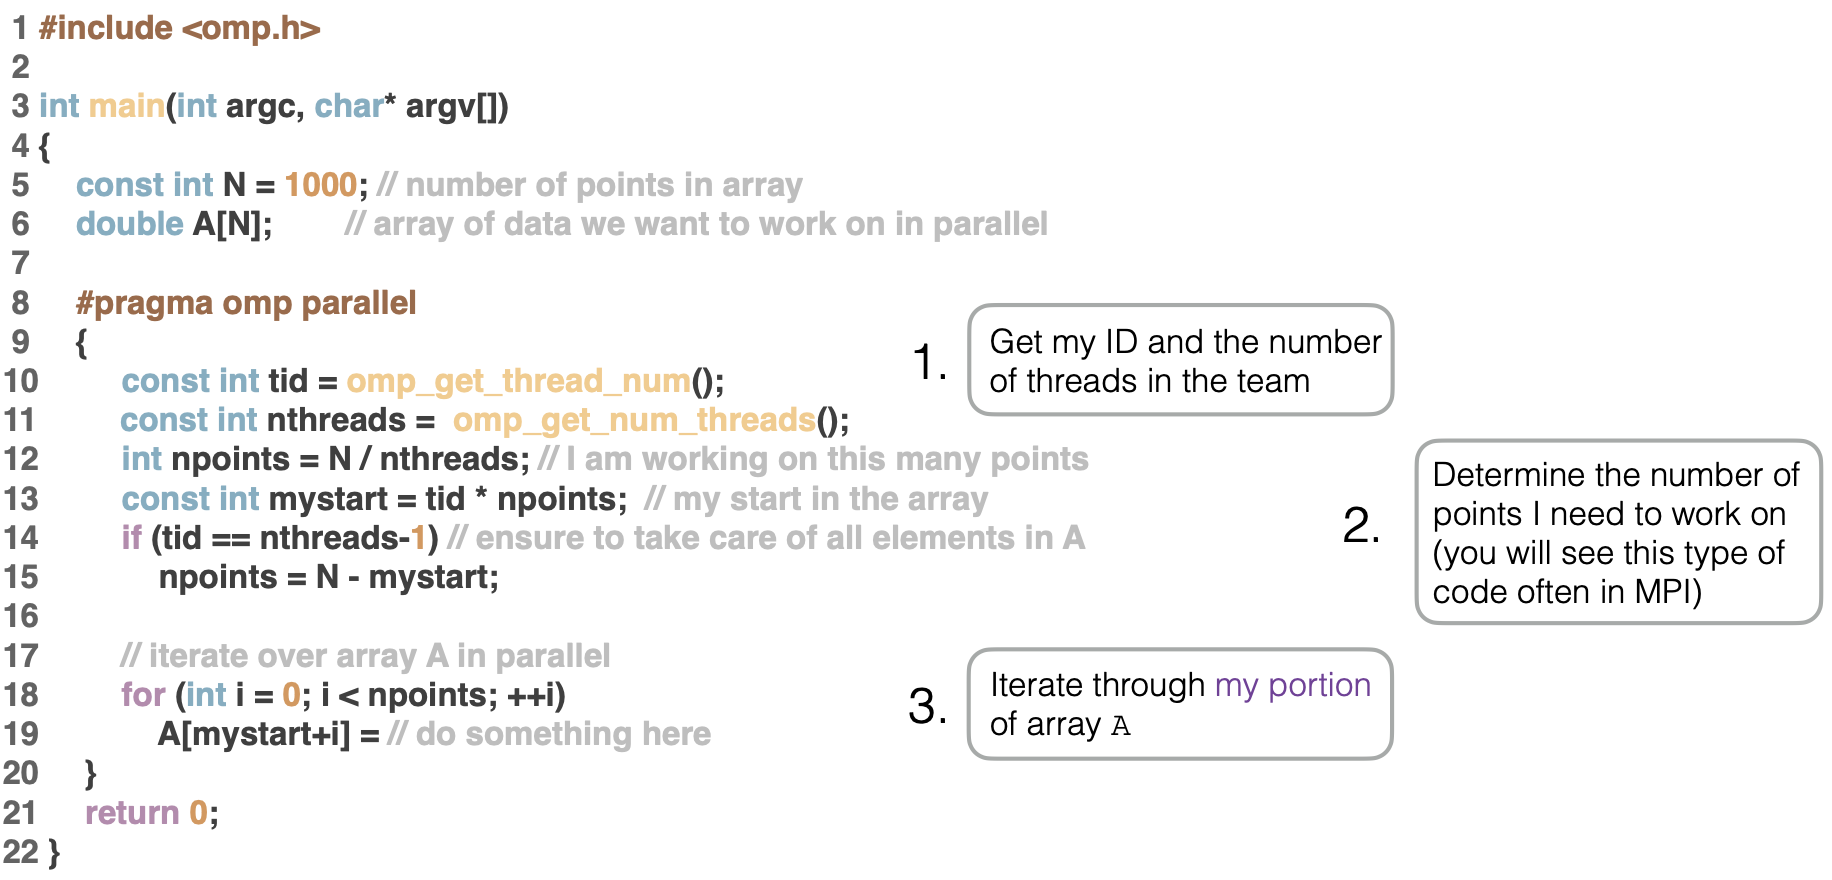 1 #include <omp.h>
2
3 int main(int argc, char* argv[])
4 {
5 const int N = 1000; // number of points in array
6 double A[N]; // array of data we want to work on in parallel
7
8 #pragma omp parallel
9 {
10 const int tid = omp_get_thread_num();
11 const int nthreads = omp_get_num_threads();
12 int npoints = N / nthreads; // I am working on this many points
13 const int mystart = tid * npoints; // my start in the array
14 if (tid == nthreads-1) // ensure to take care of all elements in A
15 npoints = N - mystart;
16
17 // iterate over array A in parallel
18 for (int i = 0; i < npoints; ++i)
19 A[mystart+i] = // do something here
20 }
21 return 0;
22 }
1.
Get my ID and the number
of threads in the team
2.
Determine the number of
points I need to work on
(you will see this type of
code often in MPI)
3.
Iterate through my portion
of array A